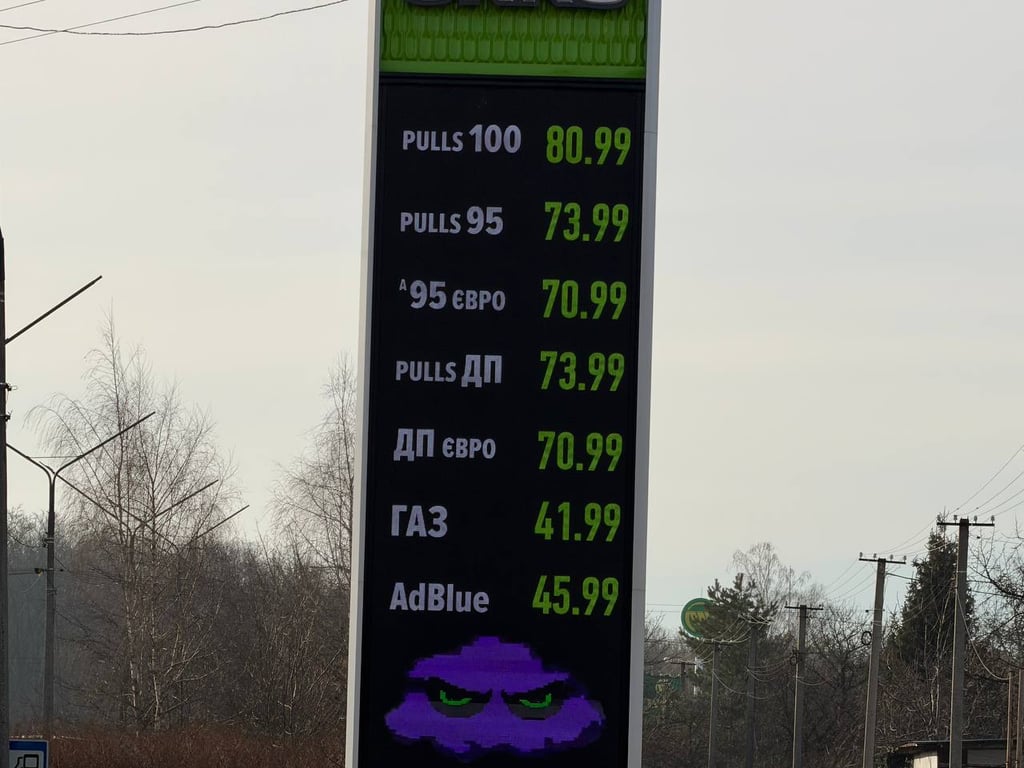 PULLS 100 80.99
PULLS 95 73.99
А95 ЄВРО 70.99
PULLS ДП 73.99
ДП ЄВРО 70.99
ГАЗ 41.99
AdBlue 45.99